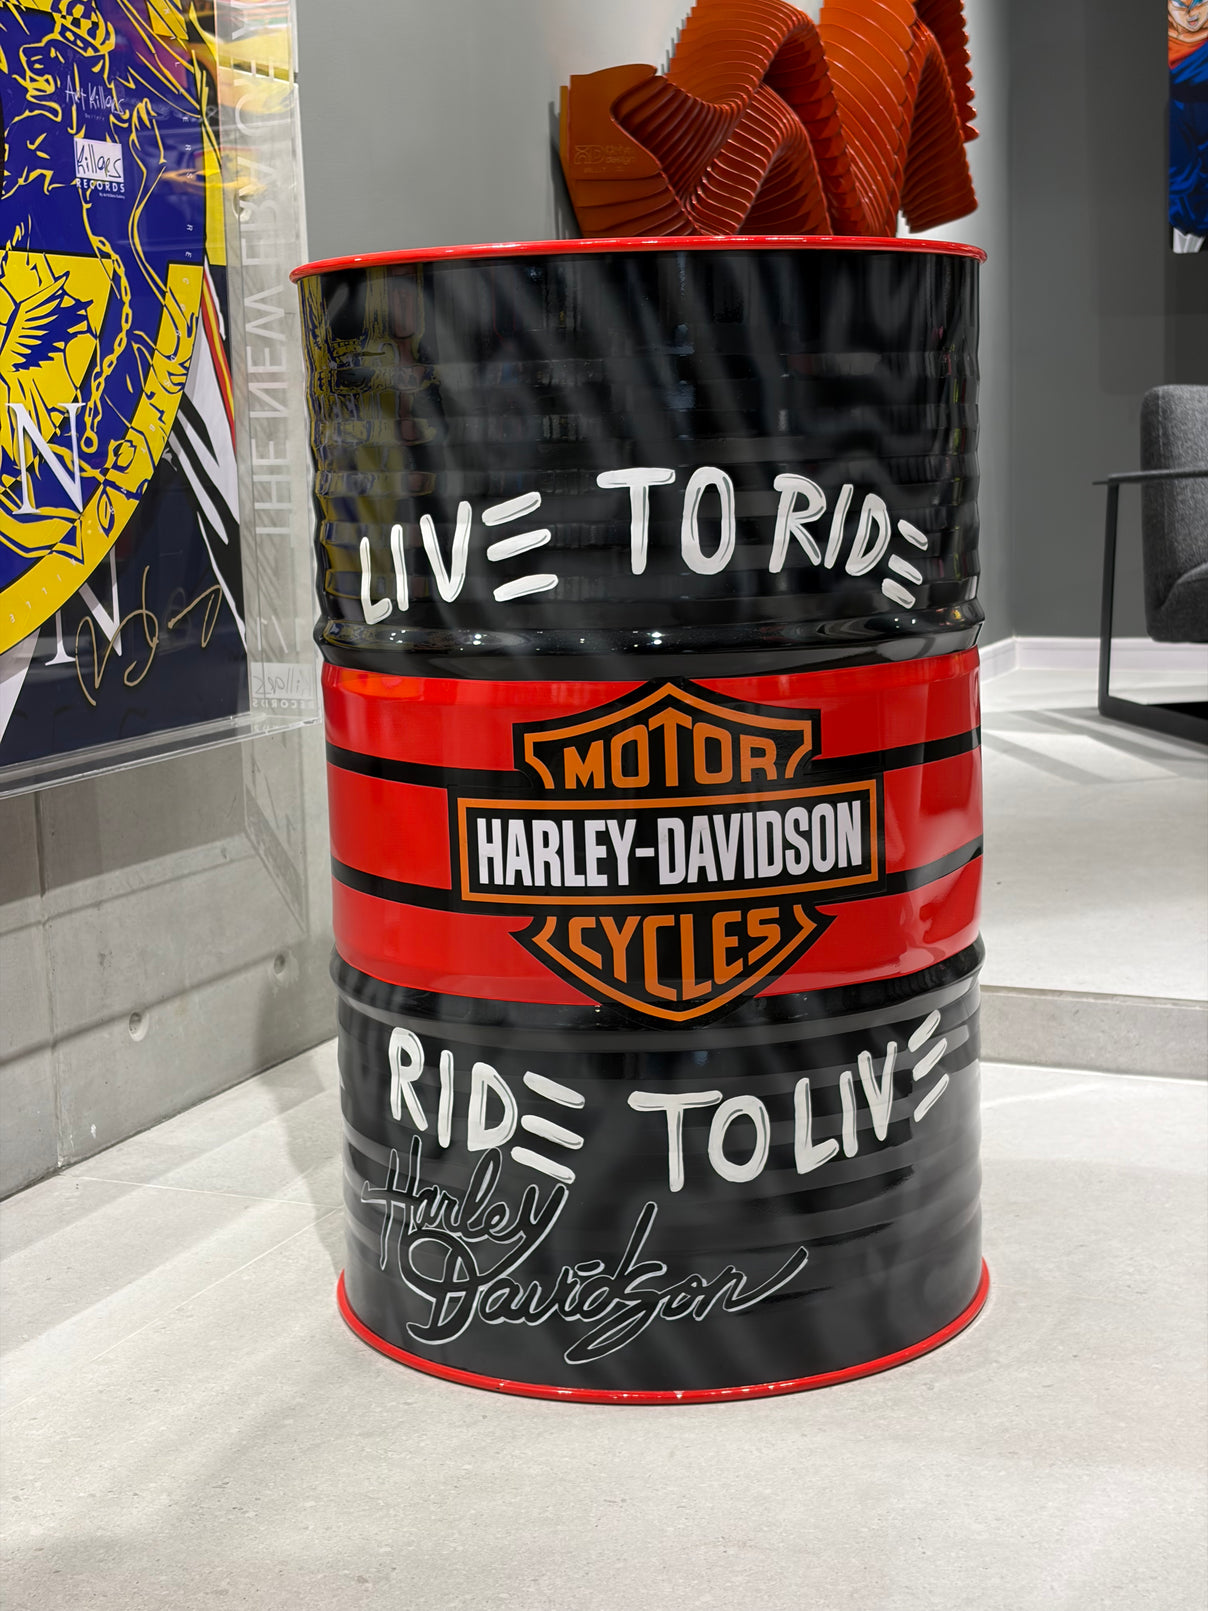 Art Killers
Killers
RECORDS
THE NEW ERA OF
N
N
LIVE TO RIDE
MOTOR
HARLEY-DAVIDSON
CYCLES
RIDE TO LIVE
Harley
Davidson